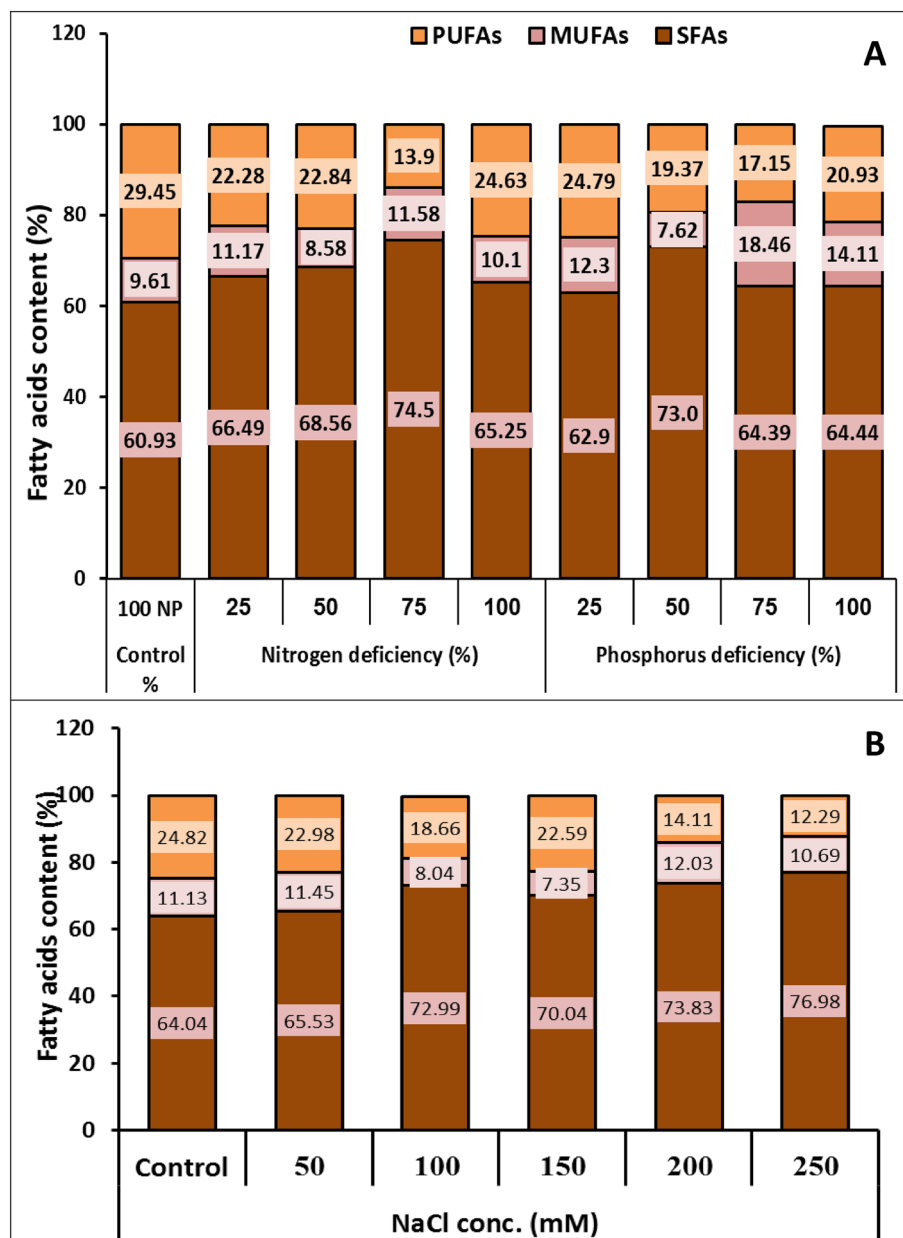 120
PUFAs MUFAs SFAs
A
100
80
60
40
20
0
Fatty acids content (%)
29.45 22.28 22.84 13.9 24.63 24.79 19.37 17.15 20.93
9.61 11.17 8.58 11.58 10.1 12.3 7.62 18.46 14.11
60.93 66.49 68.56 74.5 65.25 62.9 73.0 64.39 64.44
100 NP 25 50 75 100 25 50 75 100
Control
%
Nitrogen deficiency (%) Phosphorus deficiency (%)
120
B
100
80
60
40
20
0
Fatty acids content (%)
24.82 22.98 18.66 22.59 14.11 12.29
11.13 11.45 8.04 7.35 12.03 10.69
64.04 65.53 72.99 70.04 73.83 76.98
Control 50 100 150 200 250
NaCl conc. (mM)